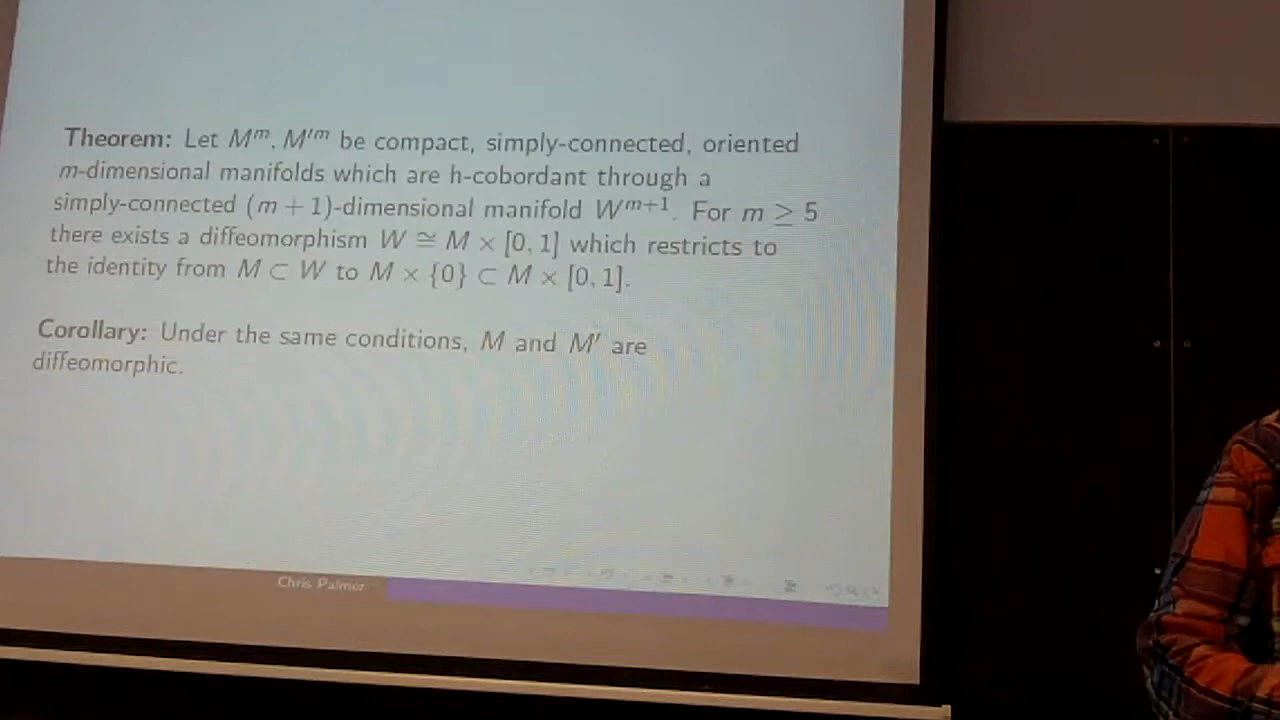 Theorem: Let Mᵐ, M′ᵐ be compact, simply-connected, oriented
m-dimensional manifolds which are h-cobordant through a
simply-connected (m + 1)-dimensional manifold Wᵐ⁺¹. For m ≥ 5
there exists a diffeomorphism W ≅ M × [0, 1] which restricts to
the identity from M ⊂ W to M × {0} ⊂ M × [0, 1].
Corollary: Under the same conditions, M and M′ are
diffeomorphic.
Chris Palmer